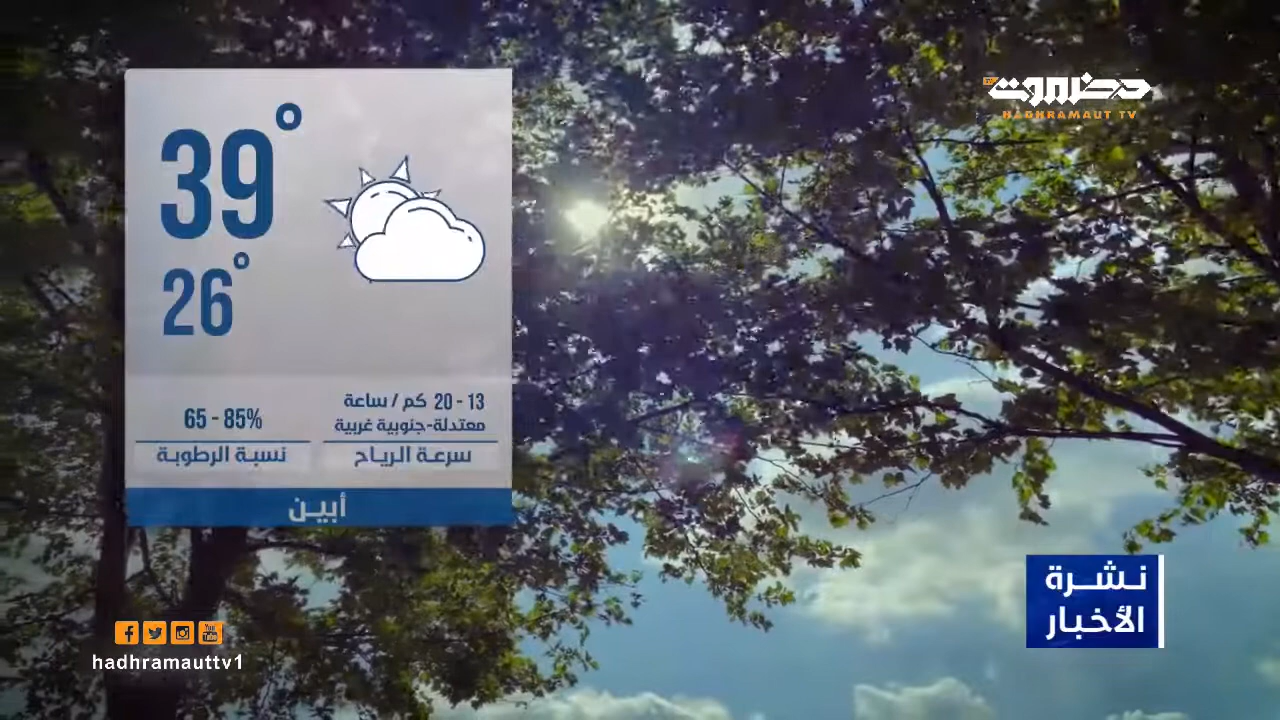 حضرموت
HADHRAMAUT TV
39°
26°
13 - 20 كم / ساعة
معتدلة-جنوبية غربية
سرعة الرياح
65 - 85%
نسبة الرطوبة
أبين
نشرة
الأخبار
hadhramauttv1